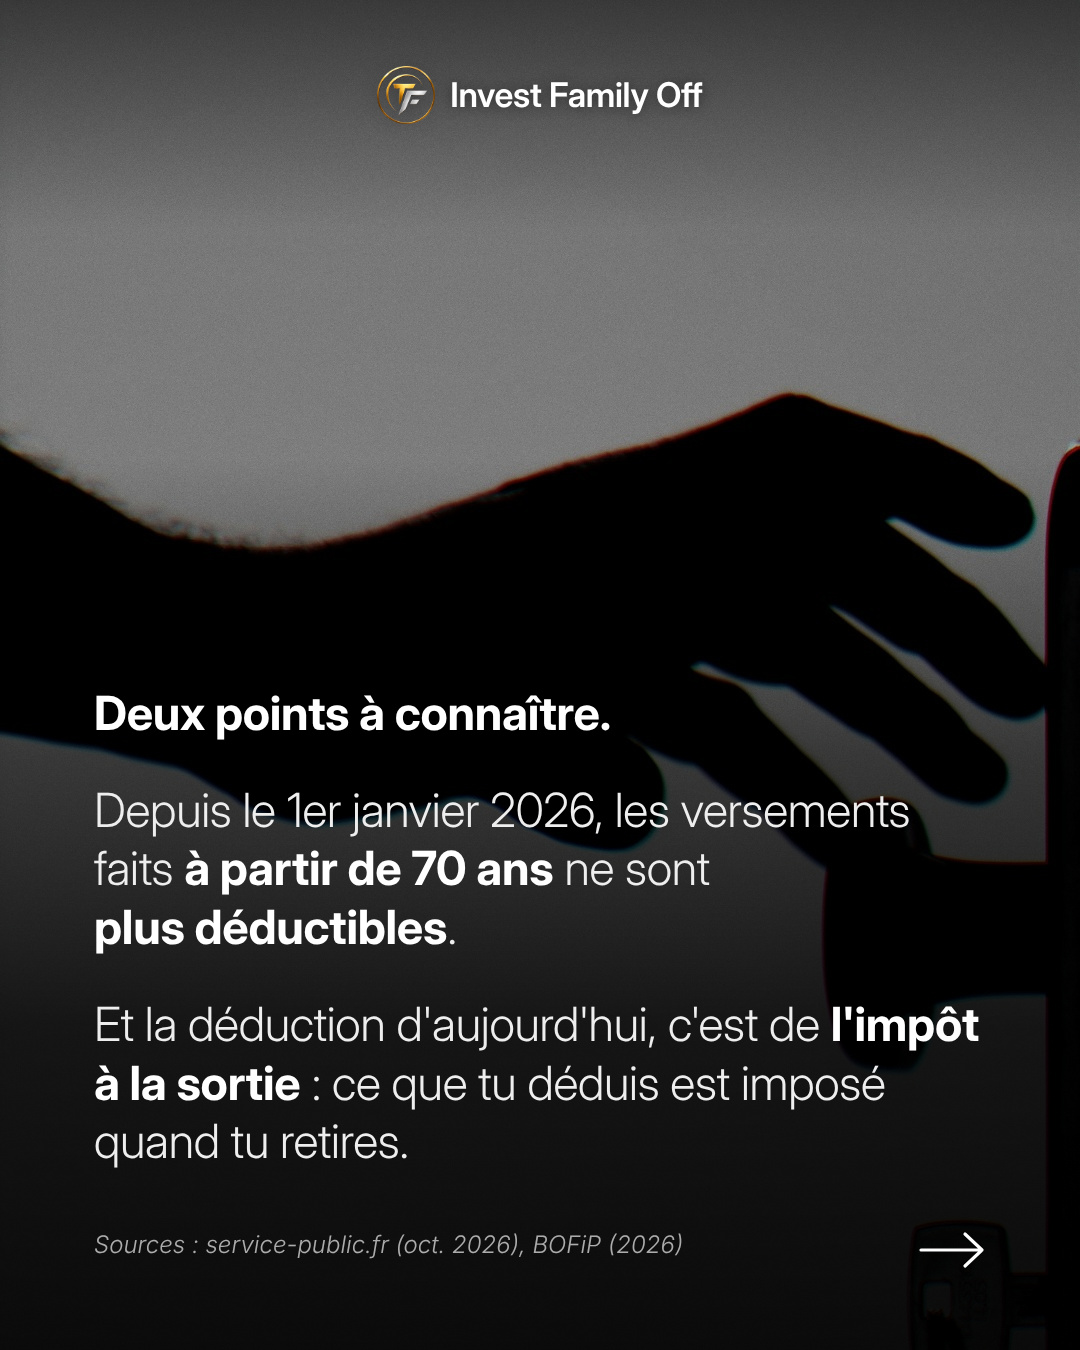 TF Invest Family Off
Deux points à connaître.
Depuis le 1er janvier 2026, les versements
faits à partir de 70 ans ne sont
plus déductibles.
Et la déduction d'aujourd'hui, c'est de l'impôt
à la sortie : ce que tu déduis est imposé
quand tu retires.
Sources : service-public.fr (oct. 2026), BOFiP (2026)